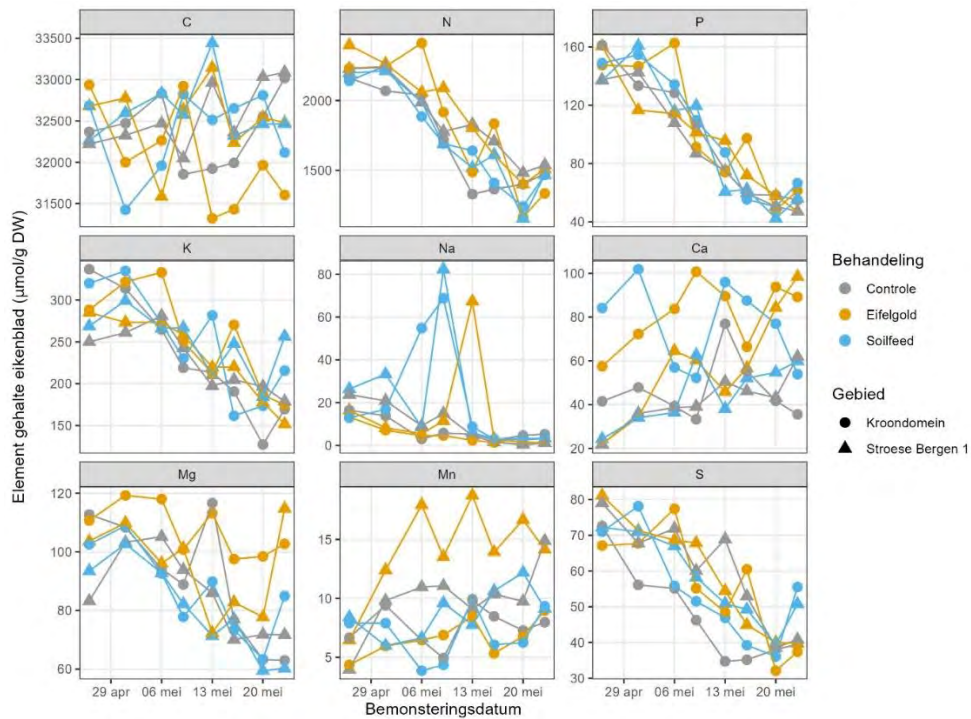 C N P
33500
33000
32500
32000
31500
2000
1500
160
120
80
40
K Na Ca
300
250
200
150
80
60
40
20
0
100
80
60
40
20
Mg Mn S
120
100
80
60
15
10
5
80
70
60
50
40
30
29 apr 06 mei 13 mei 20 mei
29 apr 06 mei 13 mei 20 mei
29 apr 06 mei 13 mei 20 mei
Element gehalte eikenblad (µmol/g DW)
Bemonsteringsdatum
Behandeling
Controle
Eifelgold
Soilfeed
Gebied
Kroondomein
Stroese Bergen 1